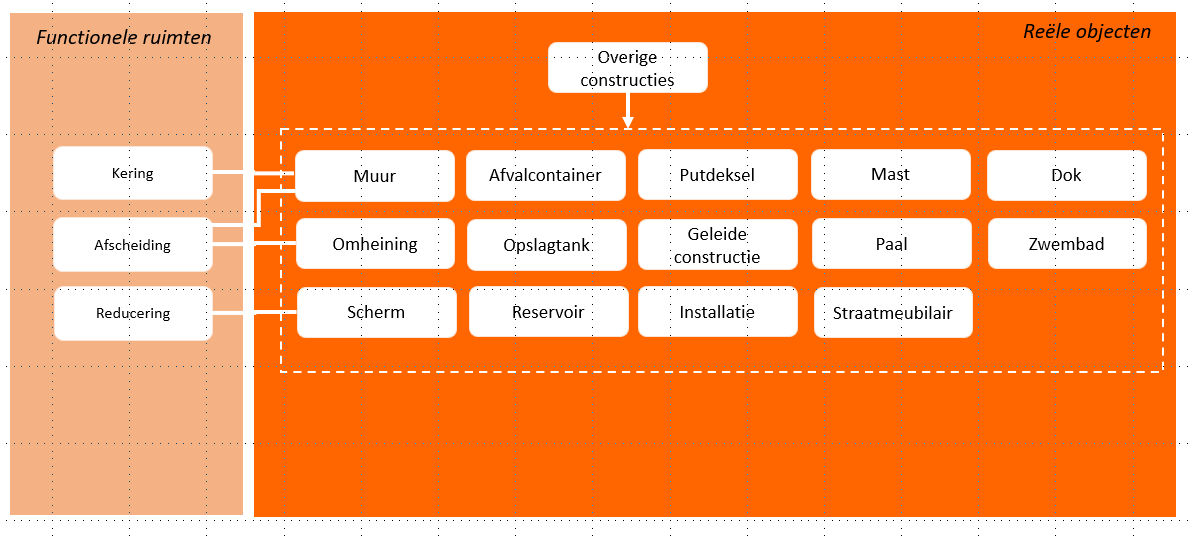 Functionele ruimten
Reële objecten
Overige
constructies
Kering
Muur
Afvalcontainer
Putdeksel
Mast
Dok
Afscheiding
Omheining
Opslagtank
Geleide
constructie
Paal
Zwembad
Reducering
Scherm
Reservoir
Installatie
Straatmeubilair